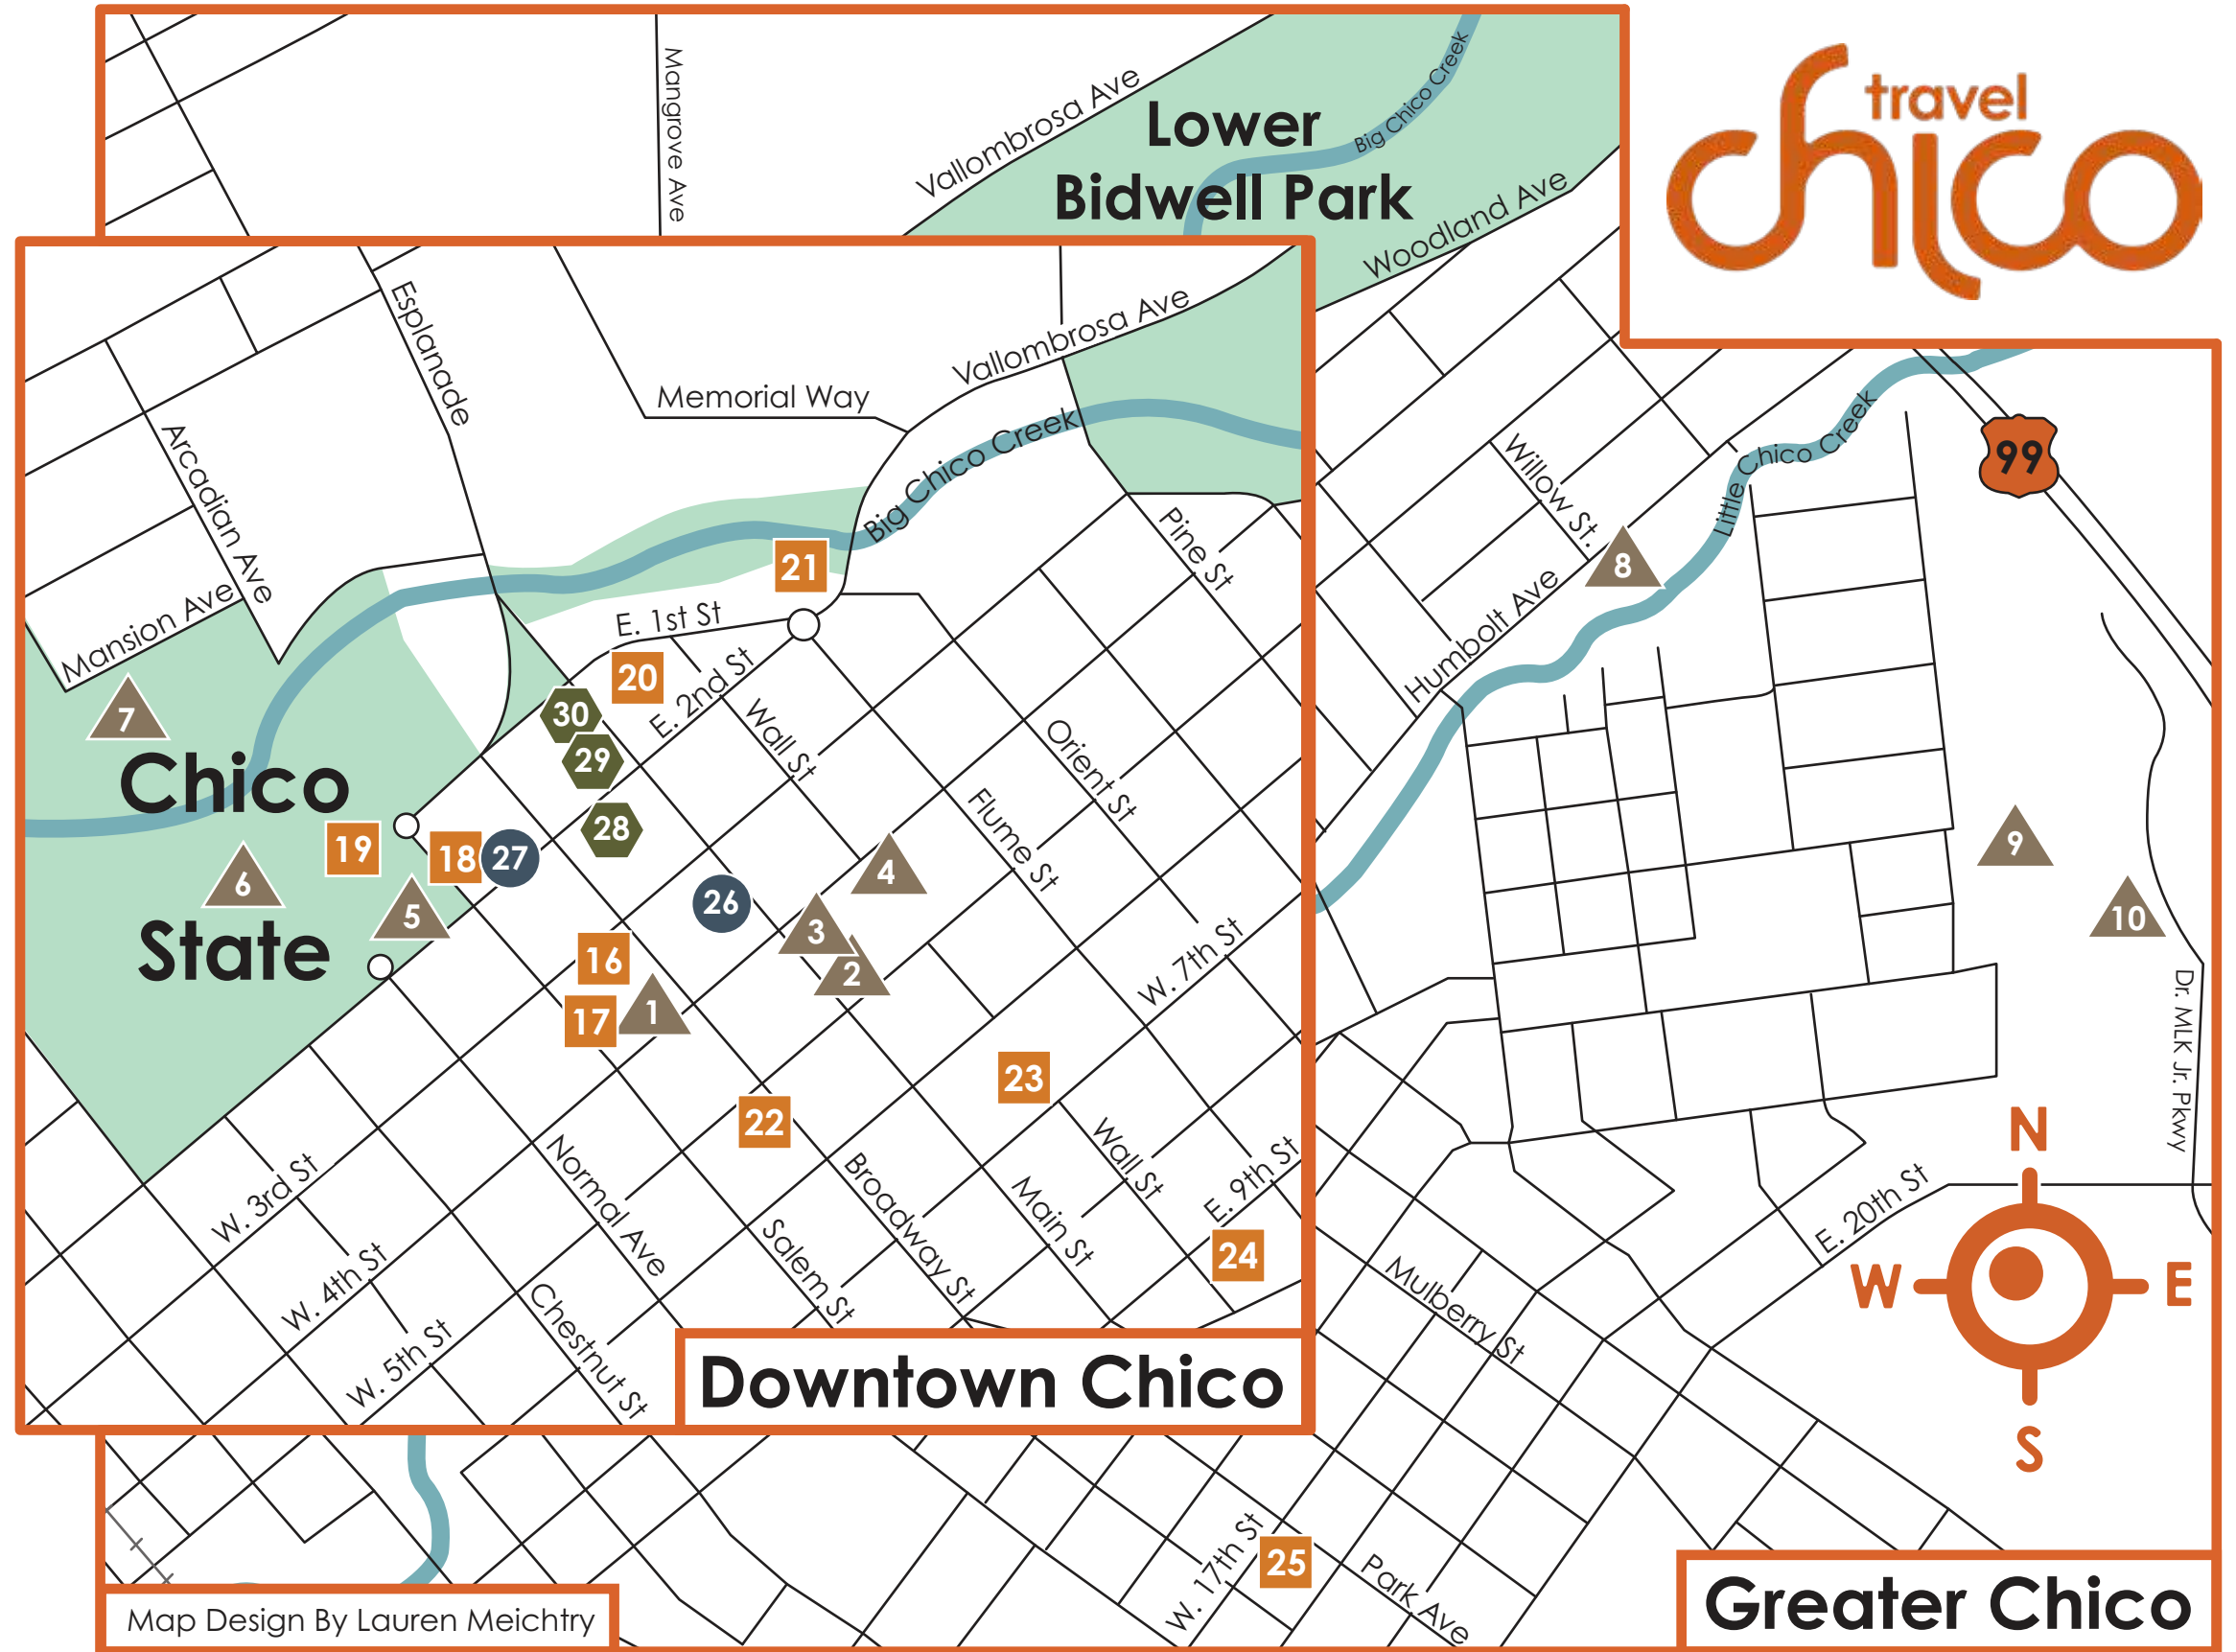 travel
chico
Mangrove Ave
Vallombrosa Ave
Big Chico Creek
Lower
Bidwell Park
Woodland Ave
Esplanade
Vallombrosa Ave
Memorial Way
Arcadian Ave
Big Chico Creek
Willow St.
Little Chico Creek
99
Pine St
21
8
Mansion Ave
E. 1st St
Humbolt Ave
20
E. 2nd St
7
30
Wall St
29
Orient St
Chico
28
Flume St
19
18
27
9
6
4
5
26
10
3
State
16
2
W. 7th St
17
1
Dr. MLK Jr. Pkwy
23
22
Normal Ave
Wall St
W. 3rd St
Broadway St
Main St
E. 9th St
N
E. 20th St
W. 4th St
Salem St
24
W
E
Mulberry St
Chestnut St
W. 5th St
Downtown Chico
S
W. 17th St
25
Park Ave
Greater Chico
Map Design By Lauren Meichtry